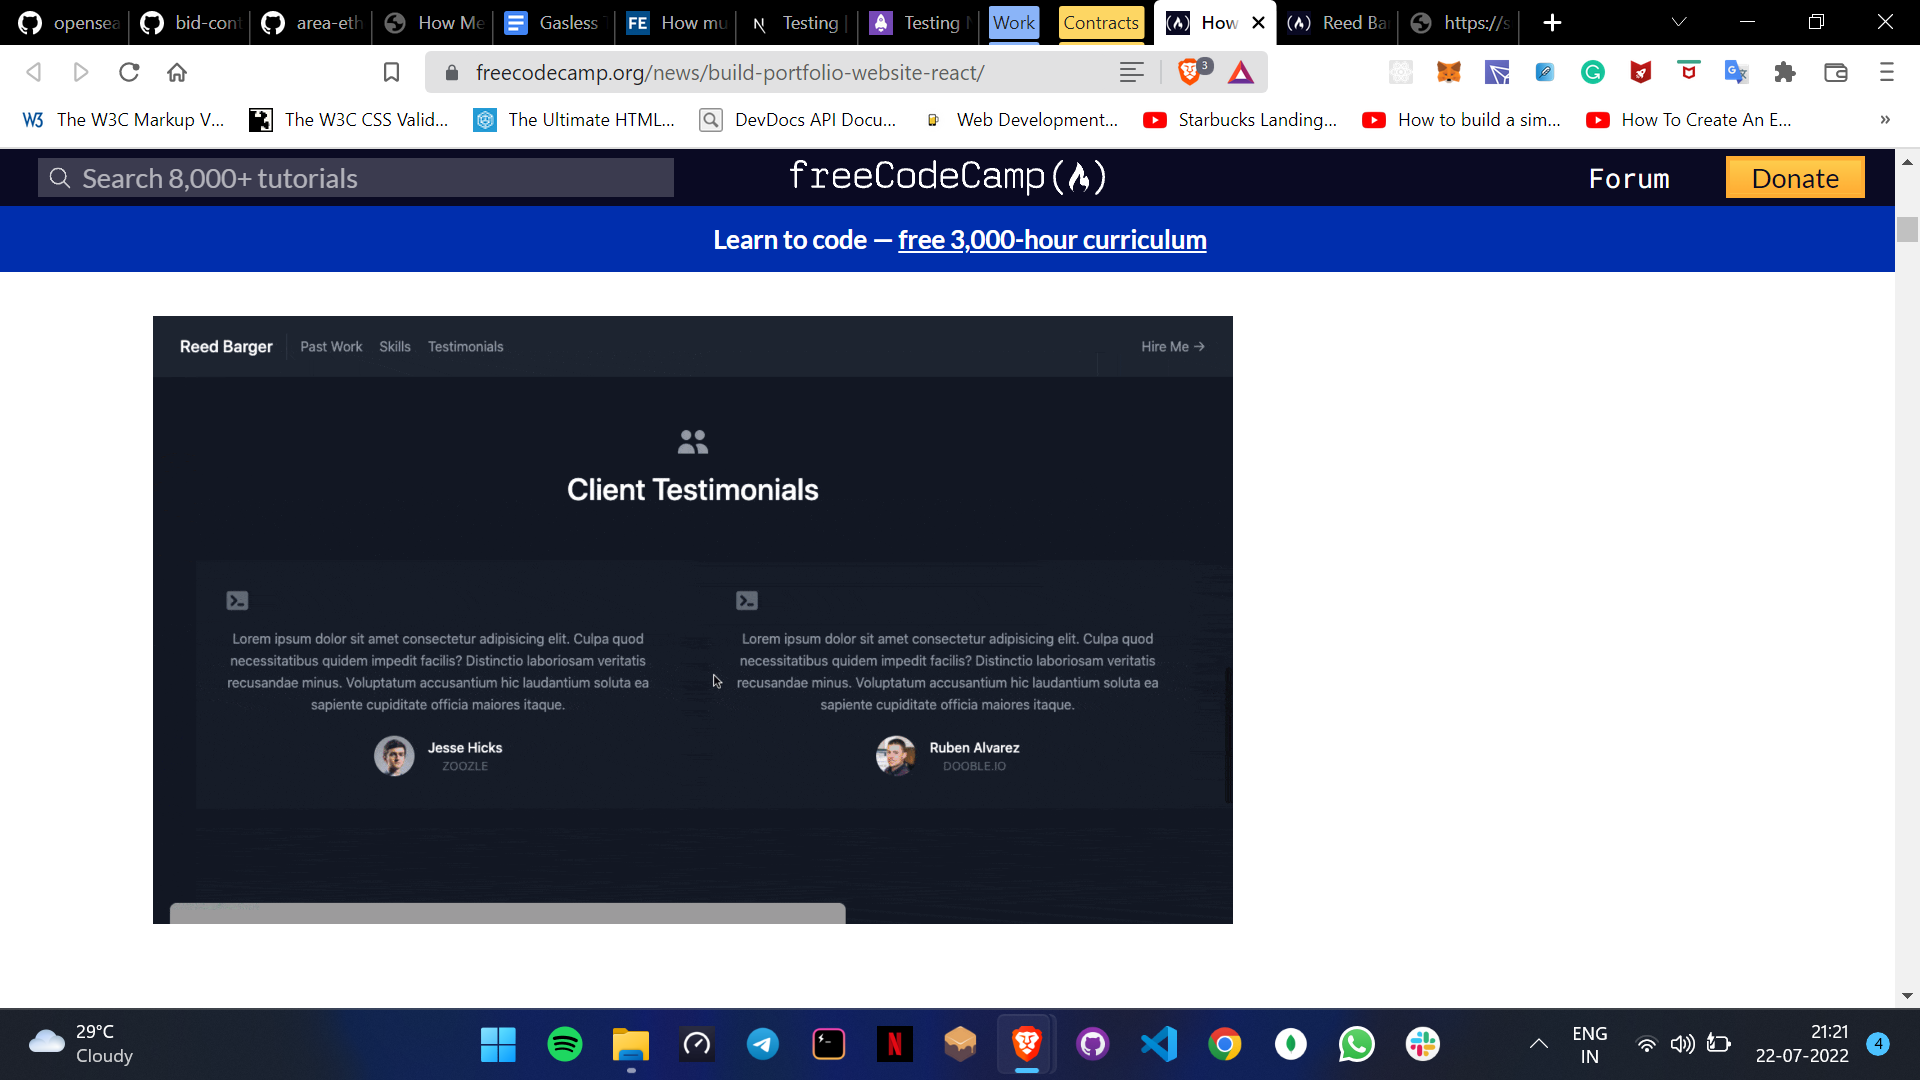 opensea
bid-cont
area-eth
How Me
Gasless T
FE
How mu
N
Testing |
Testing N
Work
Contracts
How
Reed Bar
https://s
freecodecamp.org/news/build-portfolio-website-react/
3
W3 The W3C Markup V...
The W3C CSS Valid...
The Ultimate HTML...
DevDocs API Docu...
Web Development...
Starbucks Landing...
How to build a sim...
How To Create An E...
»
Search 8,000+ tutorials
freeCodeCamp
Forum
Donate
Learn to code — free 3,000-hour curriculum
Reed Barger
Past Work
Skills
Testimonials
Hire Me →
Client Testimonials
Lorem ipsum dolor sit amet consectetur adipisicing elit. Culpa quod
necessitatibus quidem impedit facilis? Distinctio laboriosam veritatis
recusandae minus. Voluptatum accusantium hic laudantium soluta ea
sapiente cupiditate officia maiores itaque.
Jesse Hicks
ZOOZLE
Lorem ipsum dolor sit amet consectetur adipisicing elit. Culpa quod
necessitatibus quidem impedit facilis? Distinctio laboriosam veritatis
recusandae minus. Voluptatum accusantium hic laudantium soluta ea
sapiente cupiditate officia maiores itaque.
Ruben Alvarez
DOOBLE.IO
29°C
Cloudy
ENG
IN
21:21
22-07-2022
4